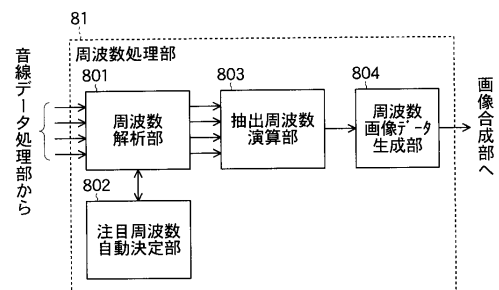 81
周波数処理部
音線データ処理部から
801
周波数
解析部
803
抽出周波数
演算部
804
周波数
画像データ
生成部
画像合成部へ
802
注目周波数
自動決定部